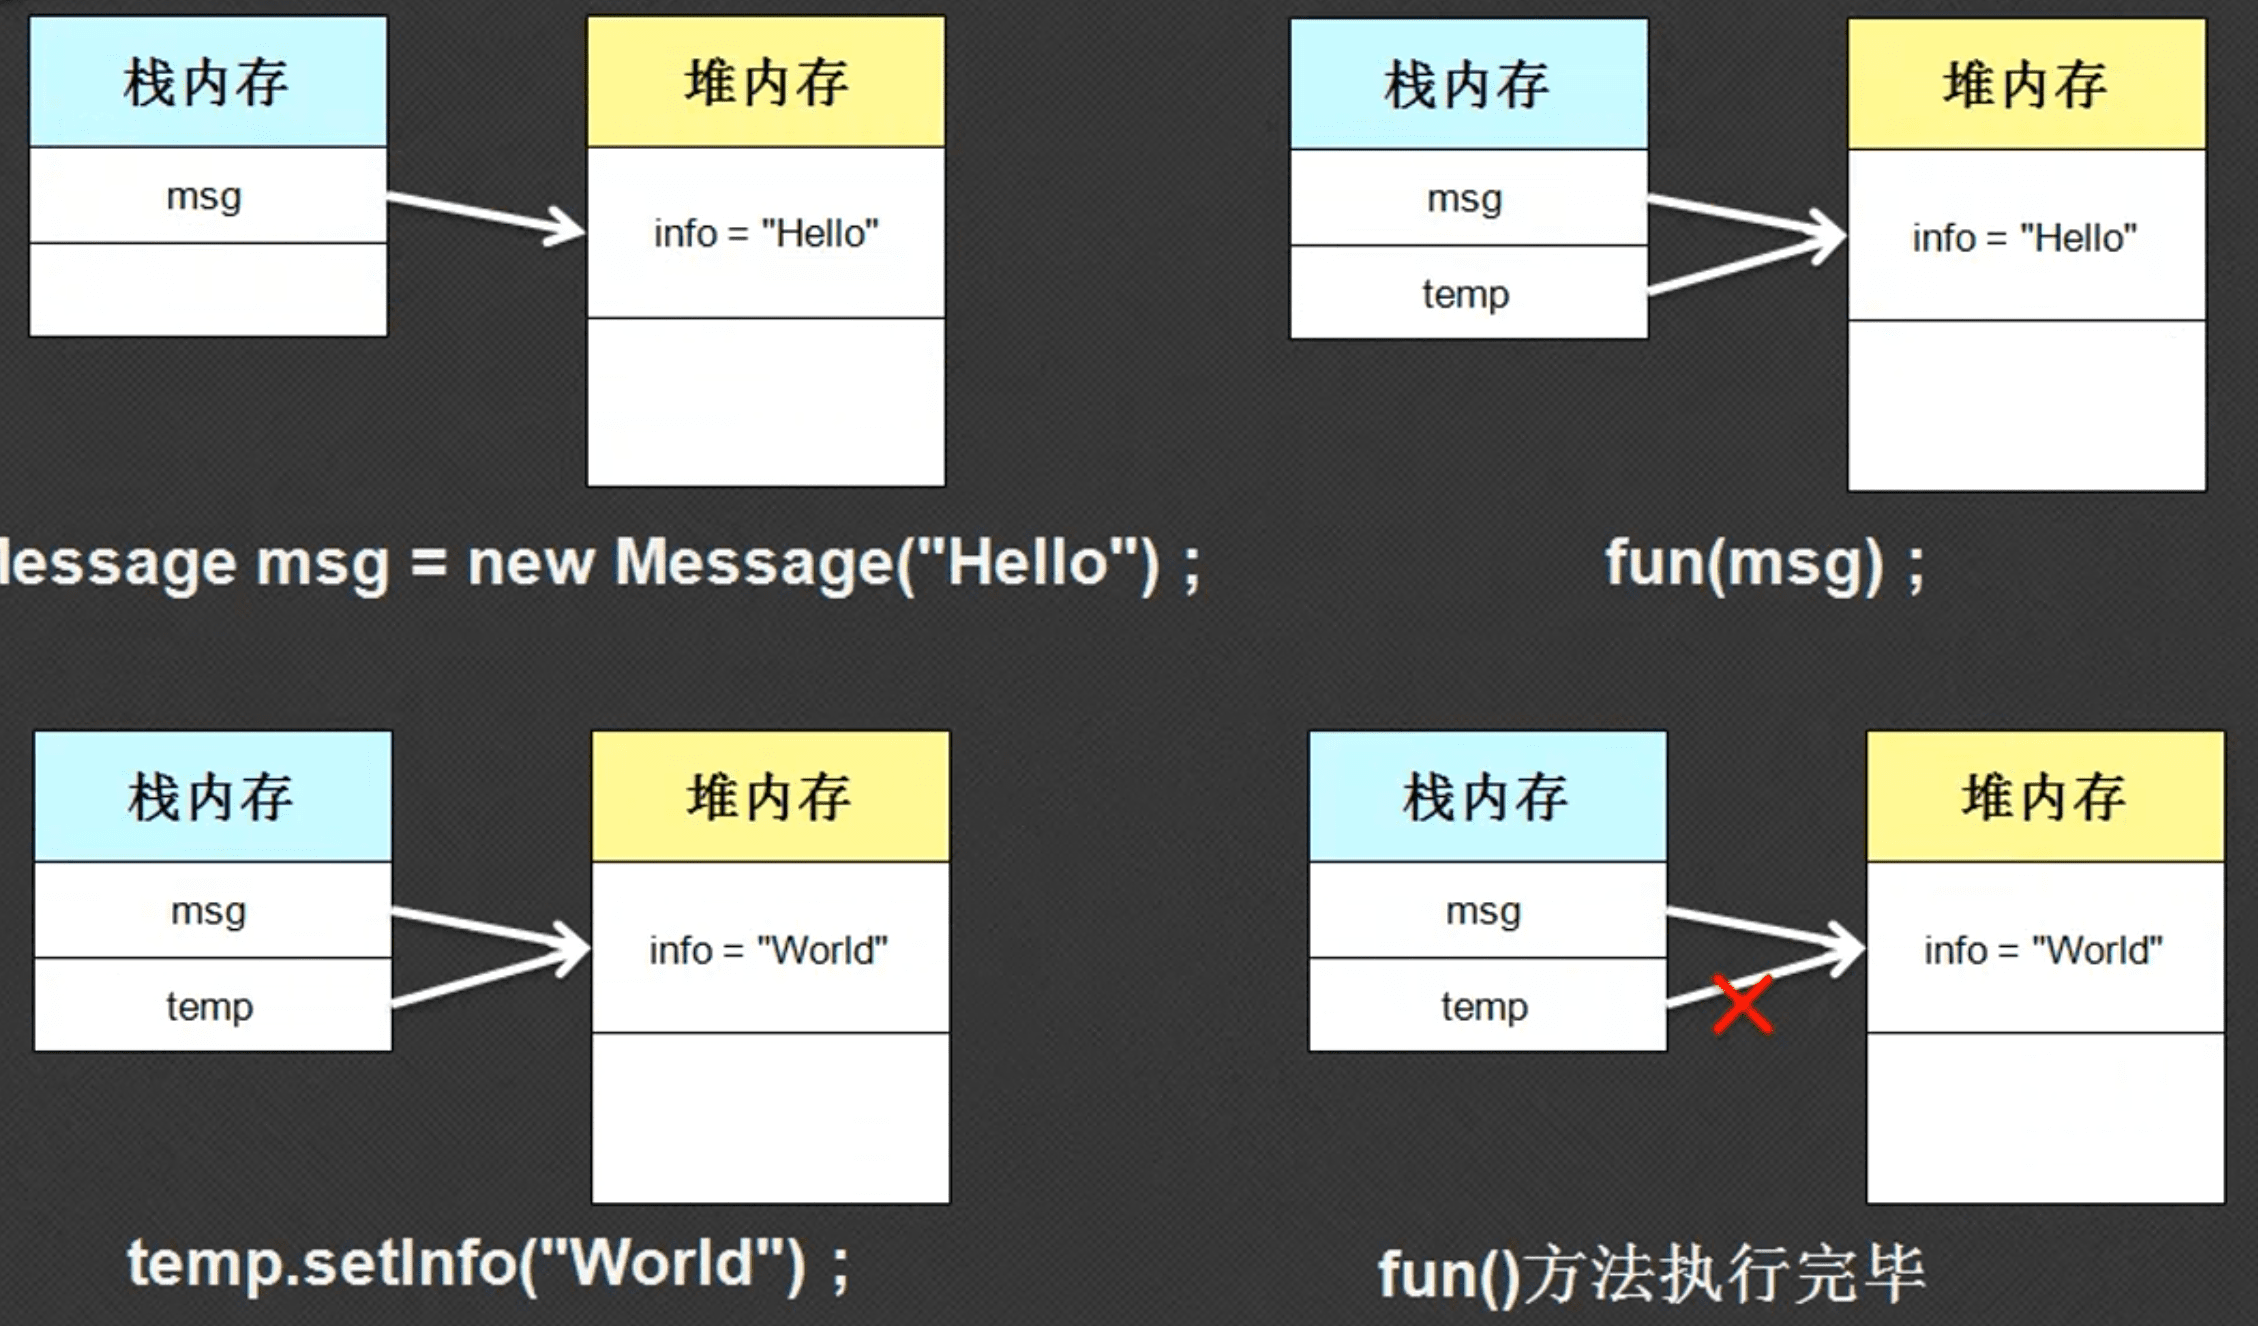 栈内存
堆内存
msg
info = "Hello"
essage msg = new Message("Hello") ;
栈内存
堆内存
msg
temp
info = "Hello"
fun(msg) ;
栈内存
堆内存
msg
temp
info = "World"
temp.setInfo("World") ;
栈内存
堆内存
msg
temp
info = "World"
fun()方法执行完毕